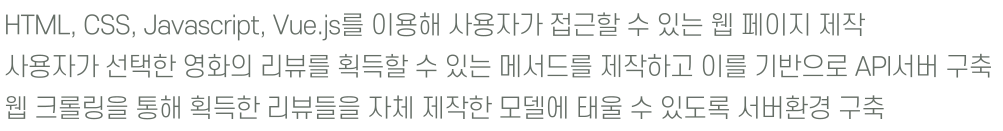 HTML, CSS, Javascript, Vue.js를 이용해 사용자가 접근할 수 있는 웹 페이지 제작
사용자가 선택한 영화의 리뷰를 획득할 수 있는 메서드를 제작하고 이를 기반으로 API서버 구축
웹 크롤링을 통해 획득한 리뷰들을 자체 제작한 모델에 태울 수 있도록 서버환경 구축